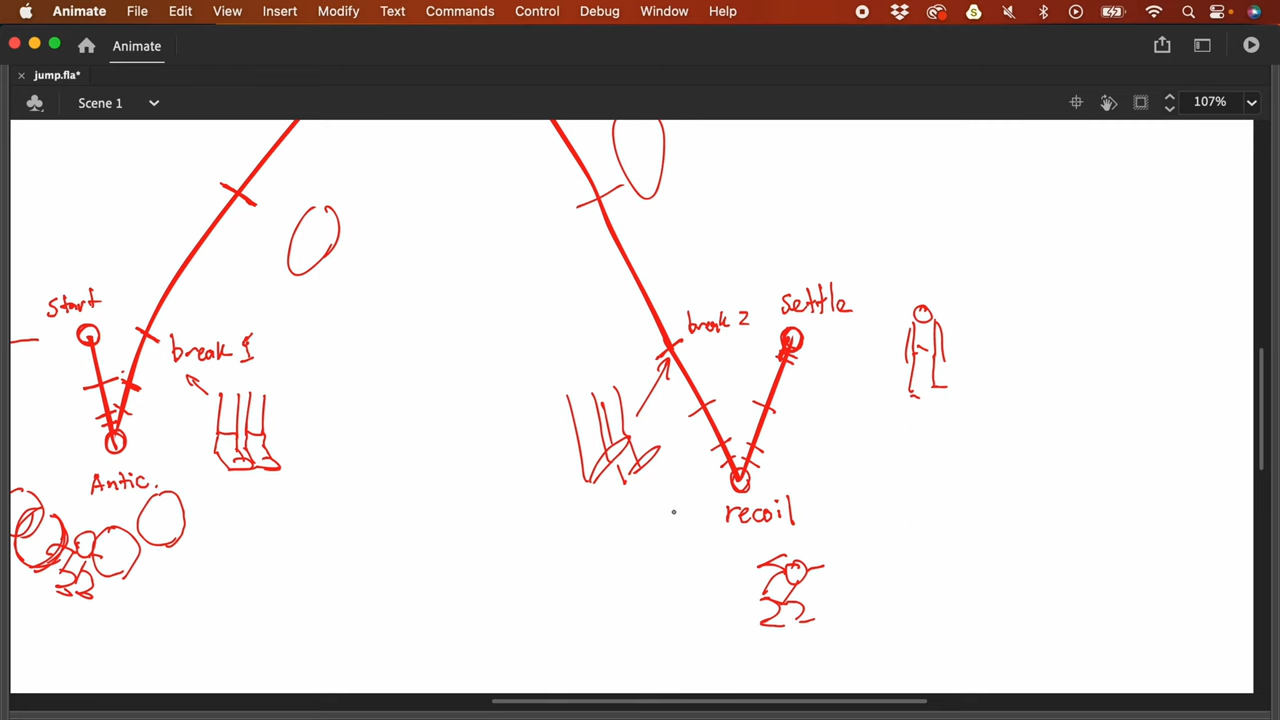 Animate File Edit View Insert Modify Text Commands Control Debug Window Help
Animate
jump.fla*
Scene 1
107%
start
settle
break 2
break 1
Antic.
recoil